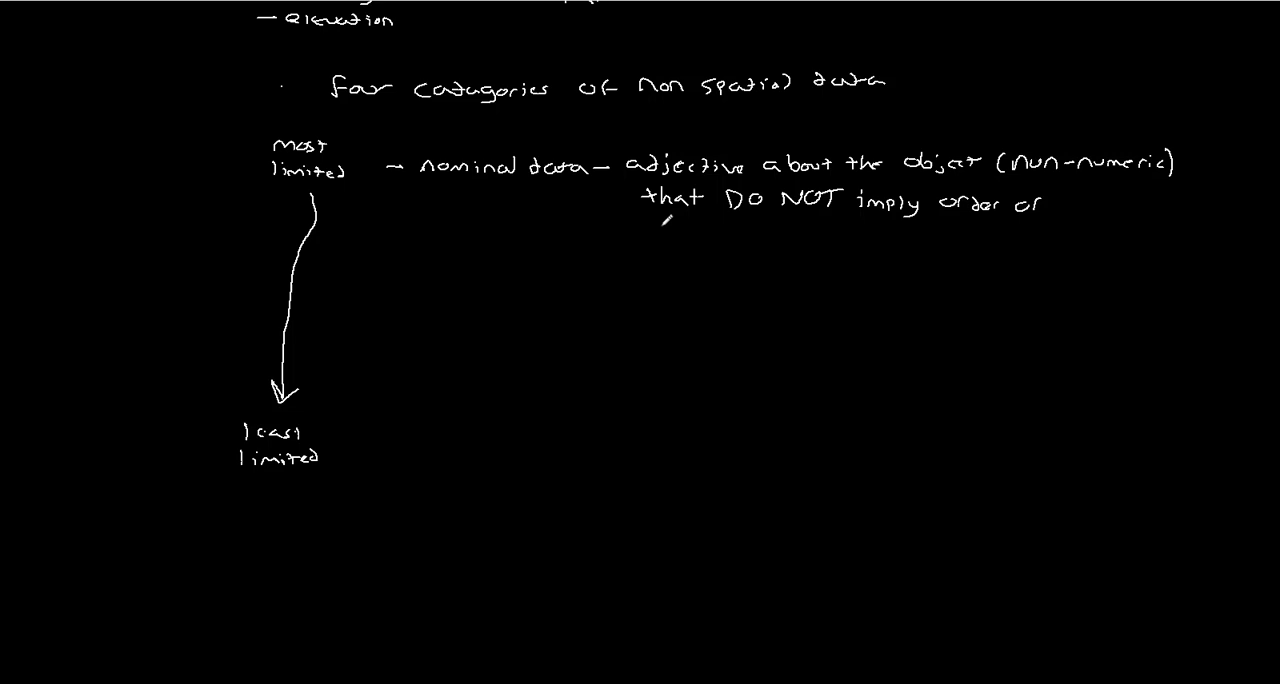 — elevation
· four catagories of non spatial data
most
limited – nominal data – adjective about the object (non-numeric)
that DO NOT imply order or
least
limited